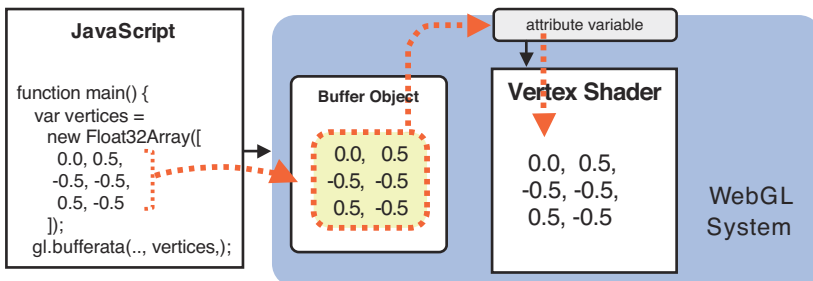 JavaScript
function main() {
var vertices =
new Float32Array([
0.0, 0.5,
-0.5, -0.5,
0.5, -0.5
]);
gl.bufferata(.., vertices,);
Buffer Object
0.0, 0.5
-0.5, -0.5
0.5, -0.5
attribute variable
Vertex Shader
0.0, 0.5,
-0.5, -0.5,
0.5, -0.5
WebGL
System